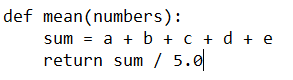 def mean(numbers):
    sum = a + b + c + d + e
    return sum / 5.0